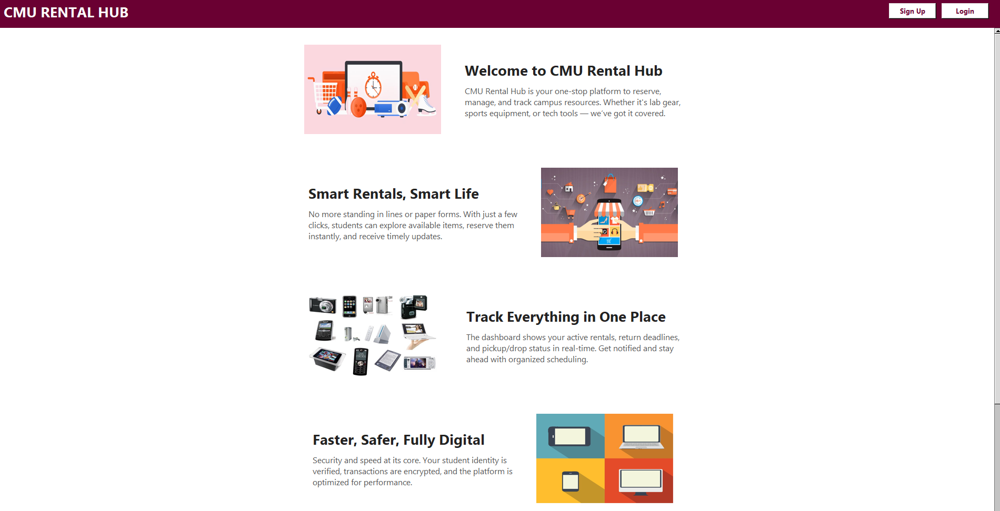 CMU RENTAL HUB
Sign Up
Login
Welcome to CMU Rental Hub
CMU Rental Hub is your one-stop platform to reserve,
manage, and track campus resources. Whether it's lab gear,
sports equipment, or tech tools — we've got it covered.
Smart Rentals, Smart Life
No more standing in lines or paper forms. With just a few
clicks, students can explore available items, reserve them
instantly, and receive timely updates.
24/7
Track Everything in One Place
The dashboard shows your active rentals, return deadlines,
and pickup/drop status in real-time. Get notified and stay
ahead with organized scheduling.
Faster, Safer, Fully Digital
Security and speed at its core. Your student identity is
verified, transactions are encrypted, and the platform is
optimized for performance.